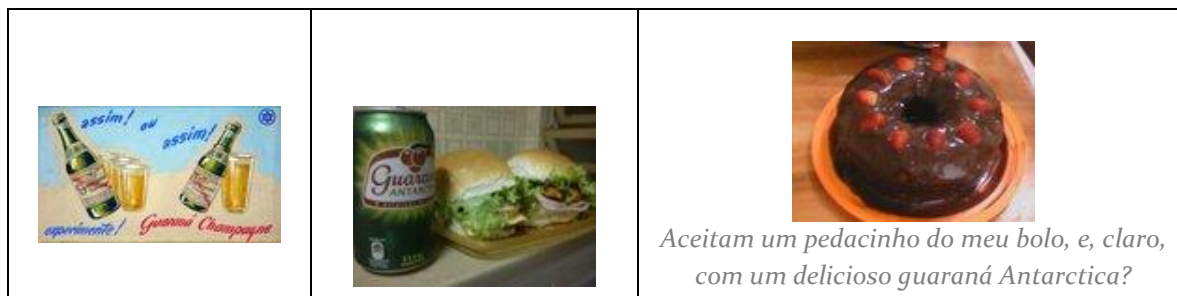 assim! ou
assim!
experimente! Guaraná Champagne
Guaraná
ANTARCTICA
Aceitam um pedacinho do meu bolo, e, claro,
com um delicioso guaraná Antarctica?